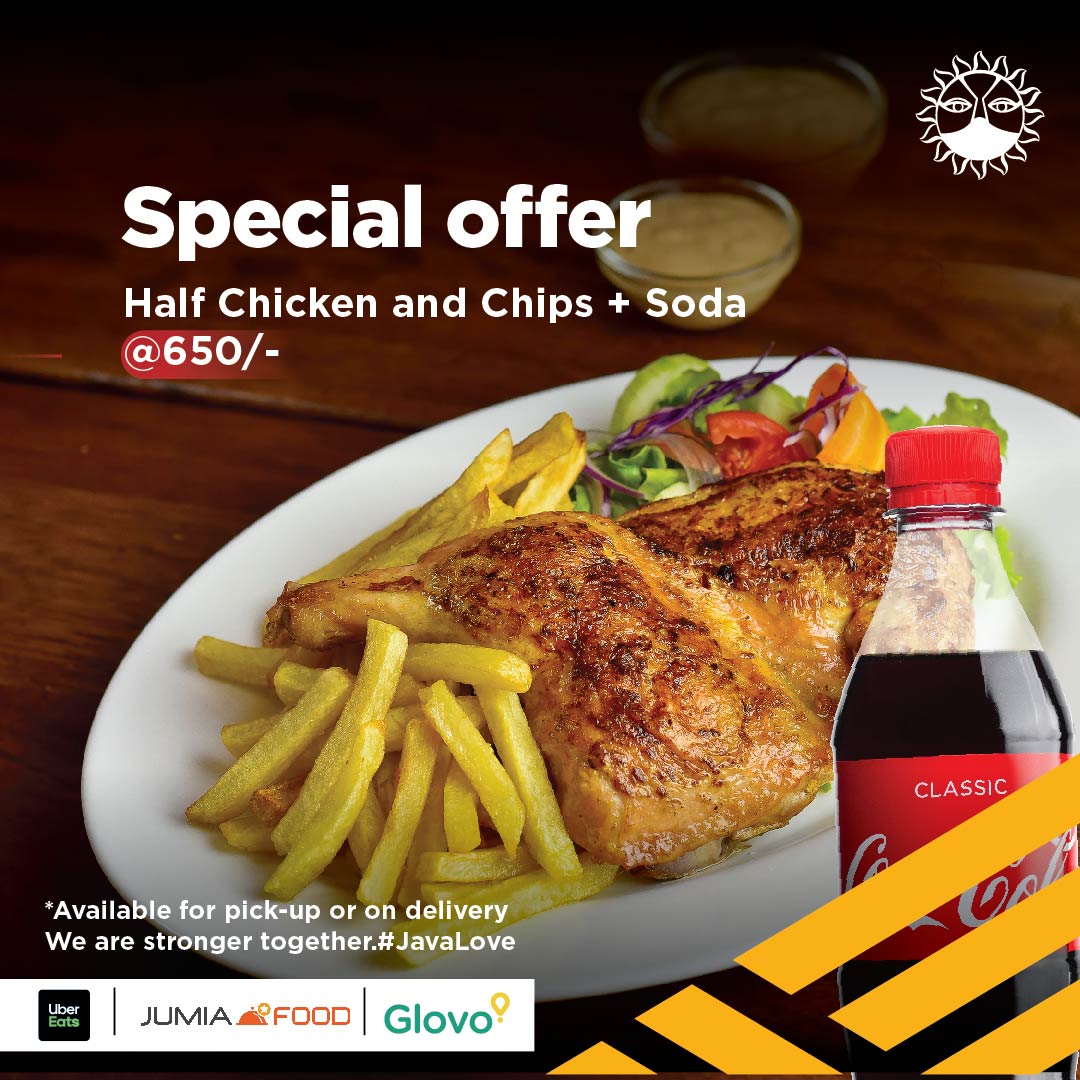 Special offer
Half Chicken and Chips + Soda
@650/-
CLASSIC
*Available for pick-up or on delivery
We are stronger together.#JavaLove
Uber
Eats
JUMIA FOOD
Glovo